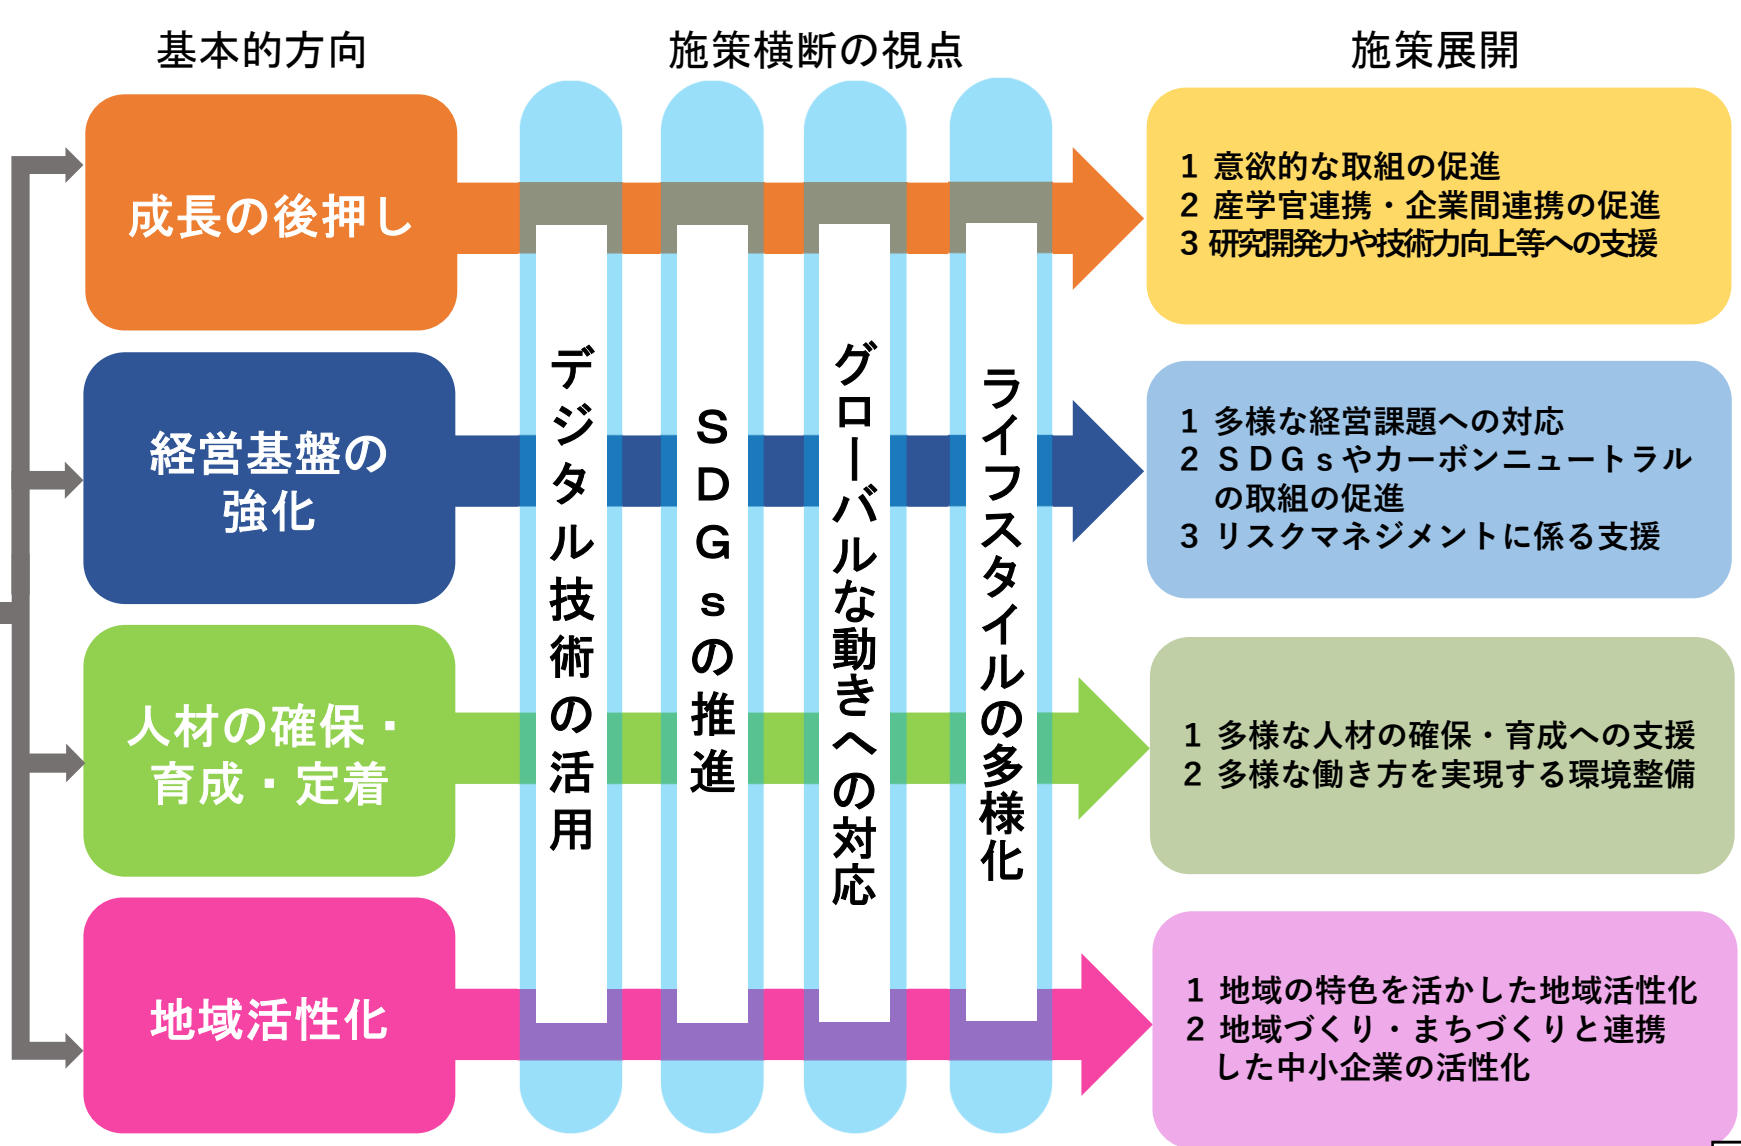 基本的方向
施策横断の視点
施策展開
成長の後押し
経営基盤の
強化
人材の確保・
育成・定着
地域活性化
デジタル技術の活用
ＳＤＧｓの推進
グローバルな動きへの対応
ライフスタイルの多様化
1 意欲的な取組の促進
2 産学官連携・企業間連携の促進
3 研究開発力や技術力向上等への支援
1 多様な経営課題への対応
2 ＳＤＧｓやカーボンニュートラル
の取組の促進
3 リスクマネジメントに係る支援
1 多様な人材の確保・育成への支援
2 多様な働き方を実現する環境整備
1 地域の特色を活かした地域活性化
2 地域づくり・まちづくりと連携
した中小企業の活性化